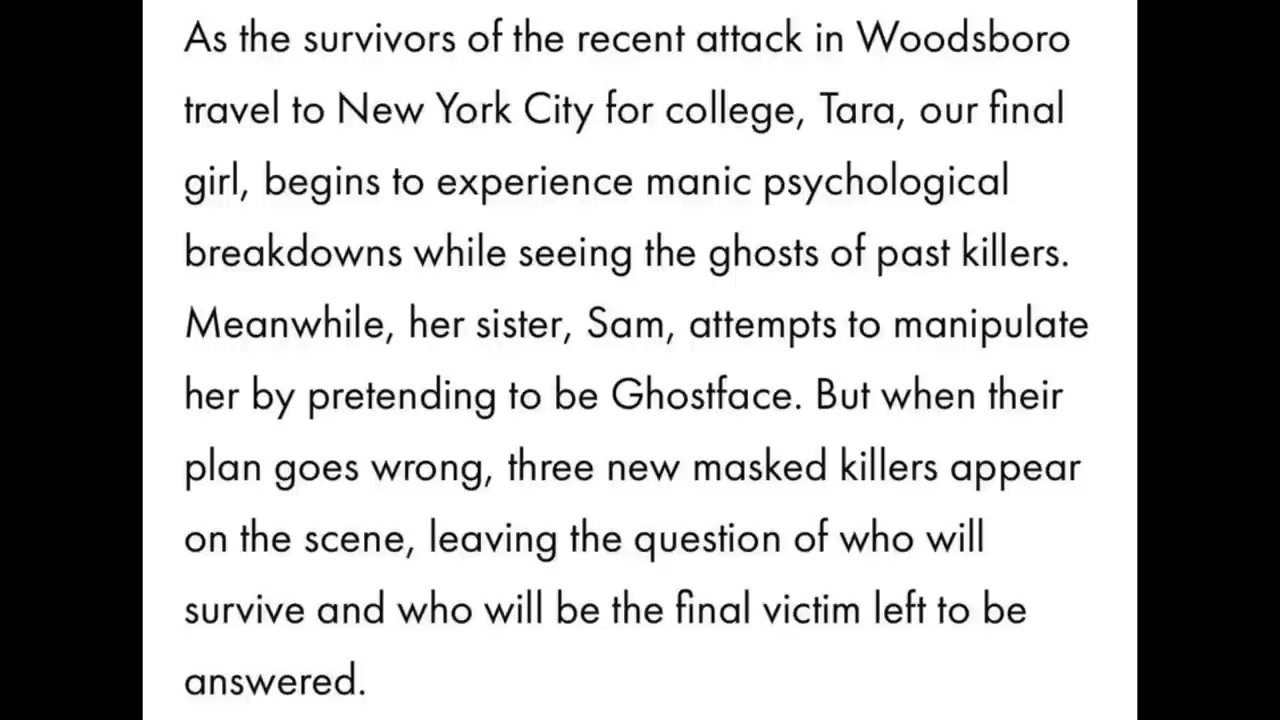 As the survivors of the recent attack in Woodsboro
travel to New York City for college, Tara, our final
girl, begins to experience manic psychological
breakdowns while seeing the ghosts of past killers.
Meanwhile, her sister, Sam, attempts to manipulate
her by pretending to be Ghostface. But when their
plan goes wrong, three new masked killers appear
on the scene, leaving the question of who will
survive and who will be the final victim left to be
answered.